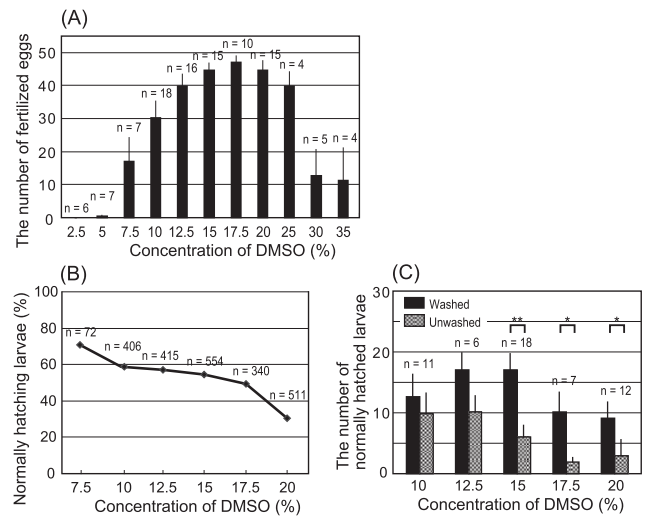 (A)
The number of fertilized eggs
50
40
30
20
10
0
n = 6
n = 7
n = 7
n = 18
n = 16
n = 15
n = 10
n = 15
n = 4
n = 5
n = 4
2.5 5 7.5 10 12.5 15 17.5 20 25 30 35
Concentration of DMSO (%)
(B)
Normally hatching larvae (%)
100
80
60
40
20
0
n = 72
n = 406
n = 415
n = 554
n = 340
n = 511
7.5 10 12.5 15 17.5 20
Concentration of DMSO (%)
(C)
The number of
normally hatched larvae
30
20
10
0
Washed
Unwashed
** * *
n = 11
n = 6
n = 18
n = 7
n = 12
10 12.5 15 17.5 20
Concentration of DMSO (%)